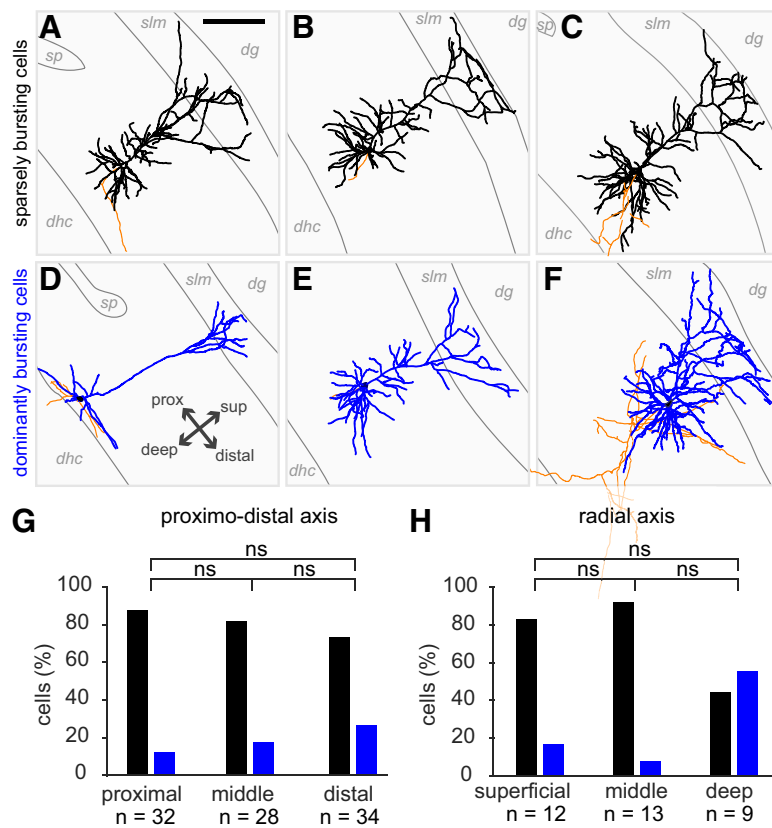 A
B
C
sparsely bursting cells
sp
slm
dg
dhc
slm
dg
sp
slm
dg
dhc
D
E
F
dominantly bursting cells
sp
slm
dg
prox
sup
deep
distal
dhc
slm
dg
dhc
slm
dg
G
proximo-distal axis
ns
ns
ns
cells (%)
100
80
60
40
20
0
proximal
middle
distal
n = 32
n = 28
n = 34
H
radial axis
ns
ns
ns
cells (%)
100
80
60
40
20
0
superficial
middle
deep
n = 12
n = 13
n = 9